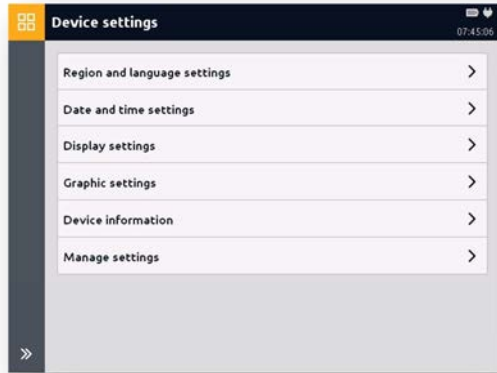 Device settings
07:45:06
Region and language settings
Date and time settings
Display settings
Graphic settings
Device information
Manage settings